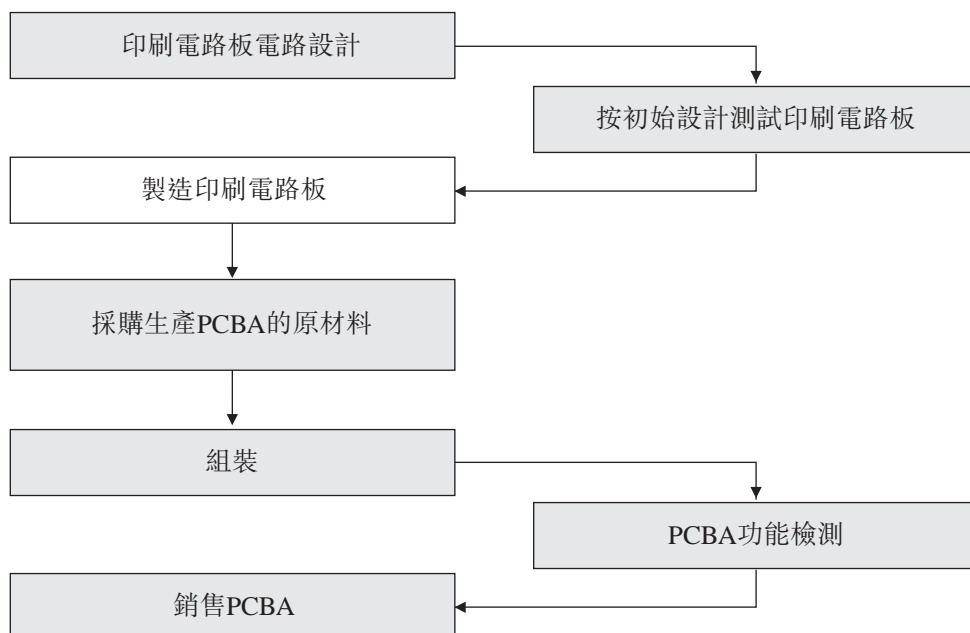 印刷電路板電路設計
按初始設計測試印刷電路板
製造印刷電路板
採購生產PCBA的原材料
組裝
PCBA功能檢測
銷售PCBA